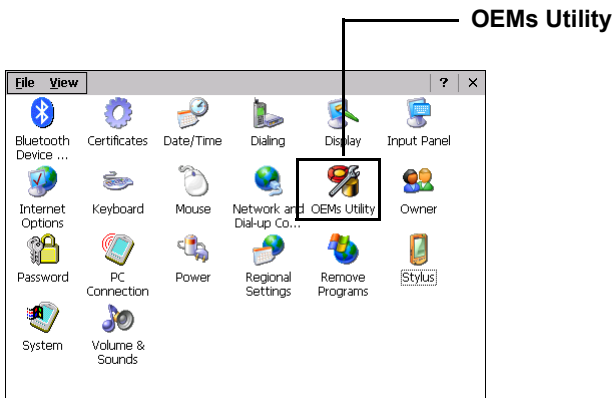 OEMs Utility
File View ? ×
Bluetooth Device ...
Certificates
Date/Time
Dialing
Display
Input Panel
Internet Options
Keyboard
Mouse
Network and Dial-up Co...
OEMs Utility
Owner
Password
PC Connection
Power
Regional Settings
Remove Programs
Stylus
System
Volume & Sounds